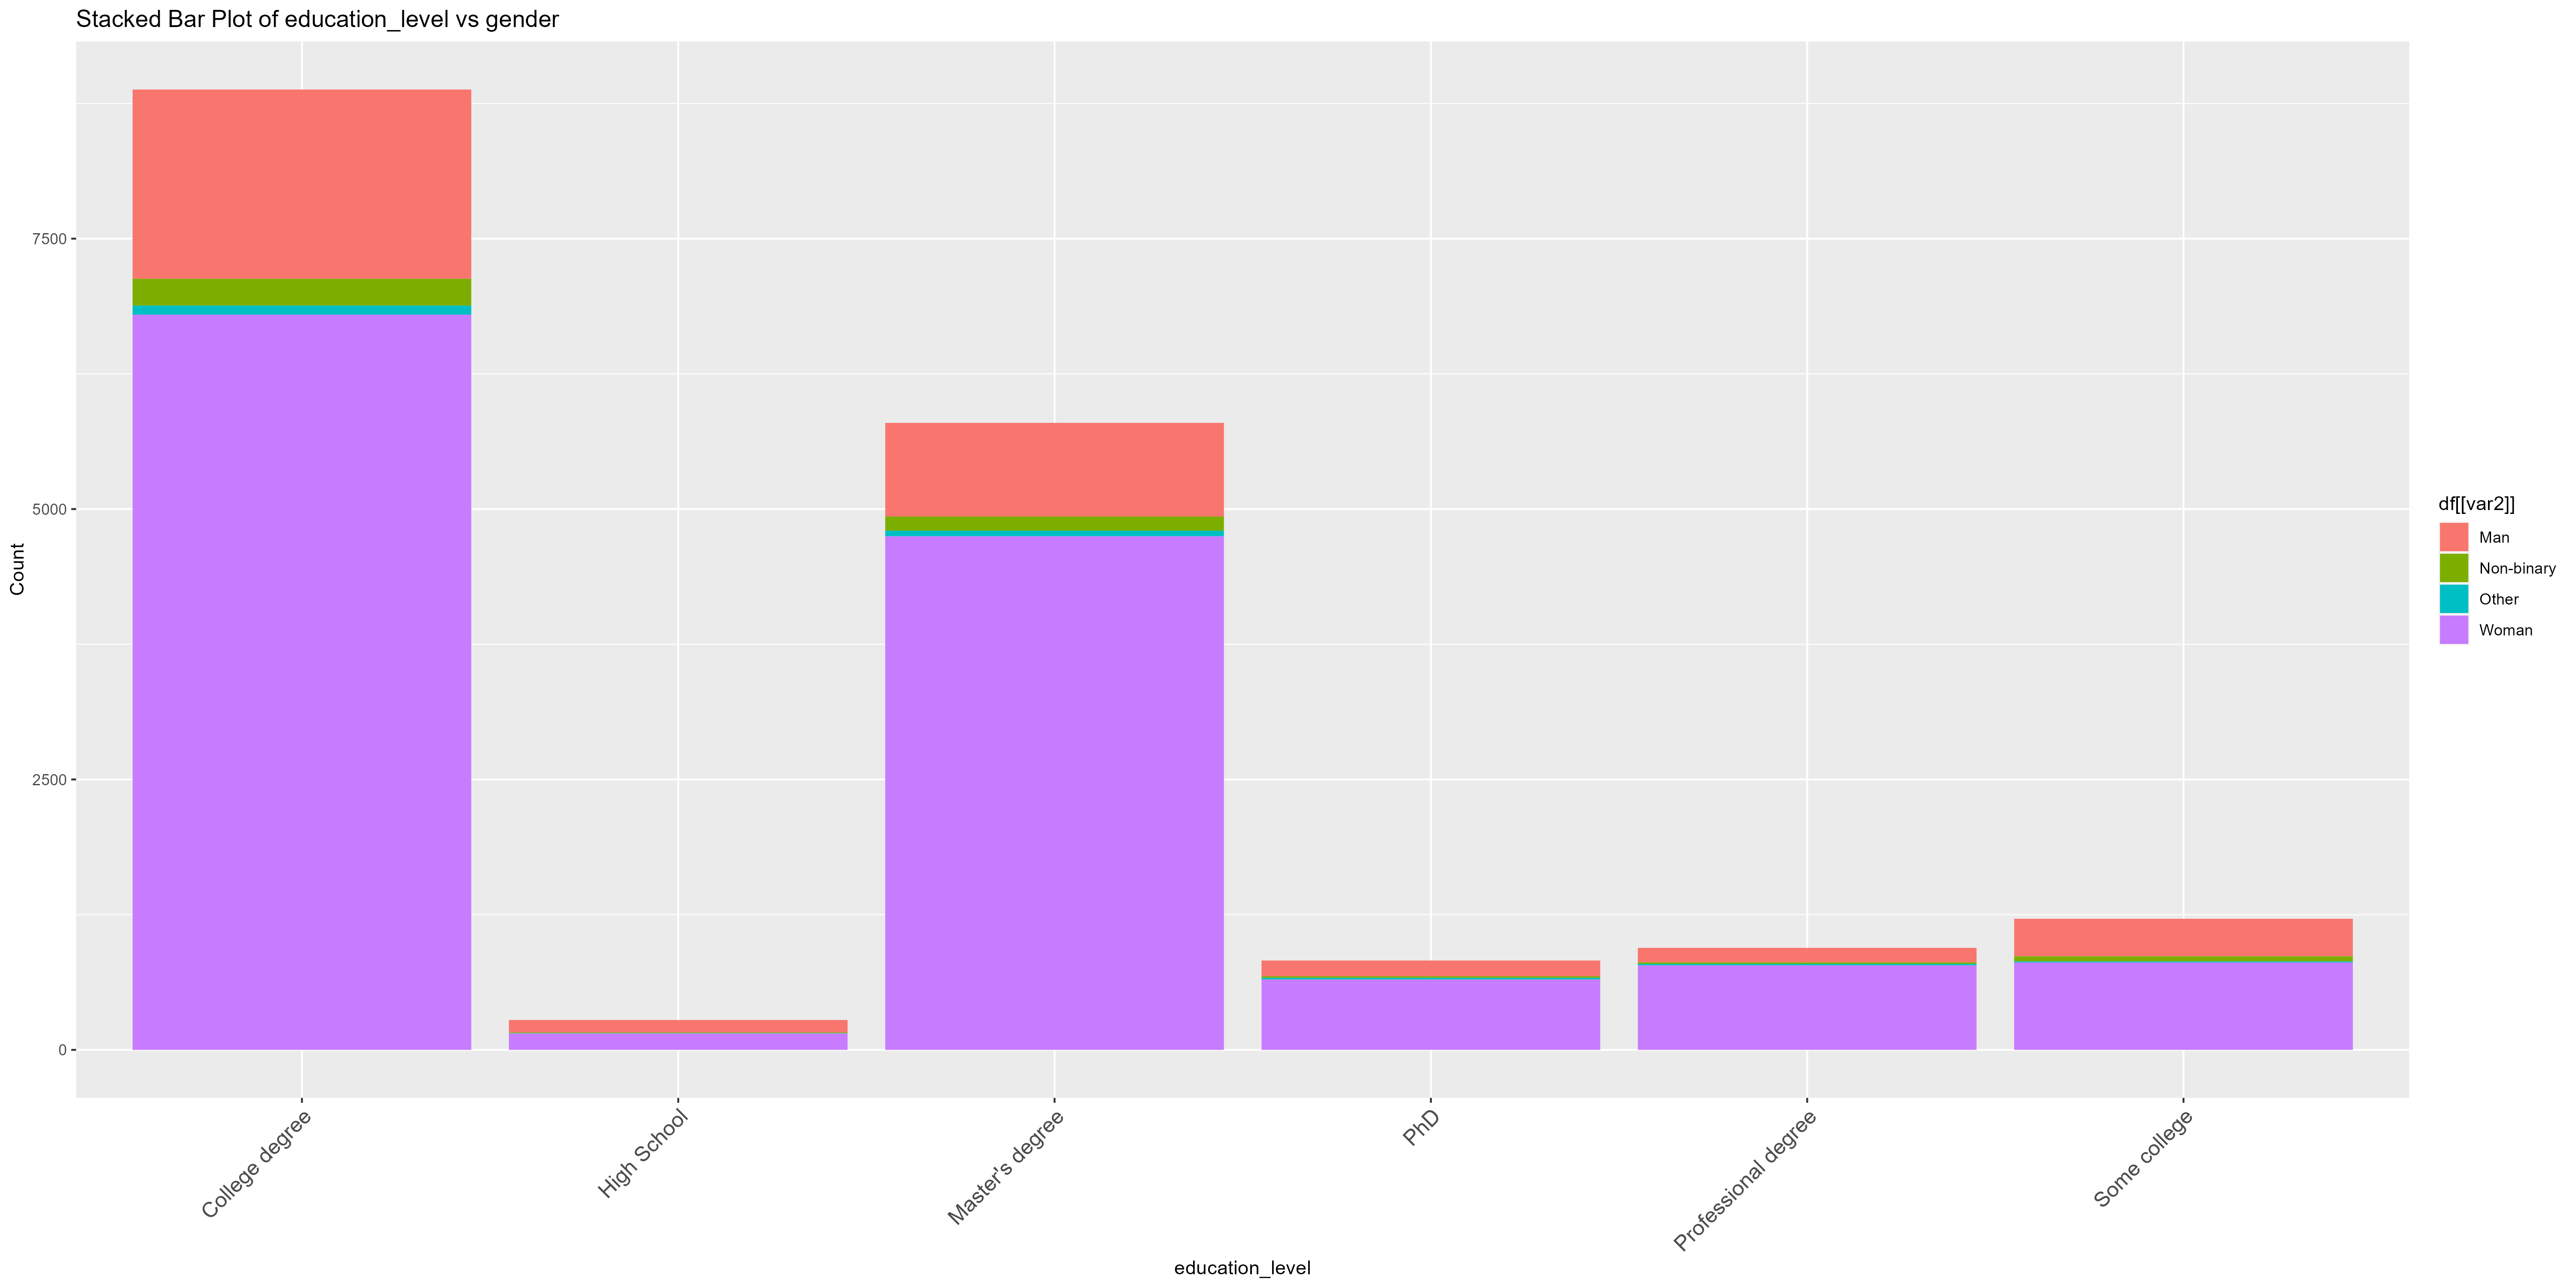 Stacked Bar Plot of education_level vs gender
Count
7500
5000
2500
0
College degree
High School
Master's degree
PhD
Professional degree
Some college
education_level
df[[var2]]
Man
Non-binary
Other
Woman